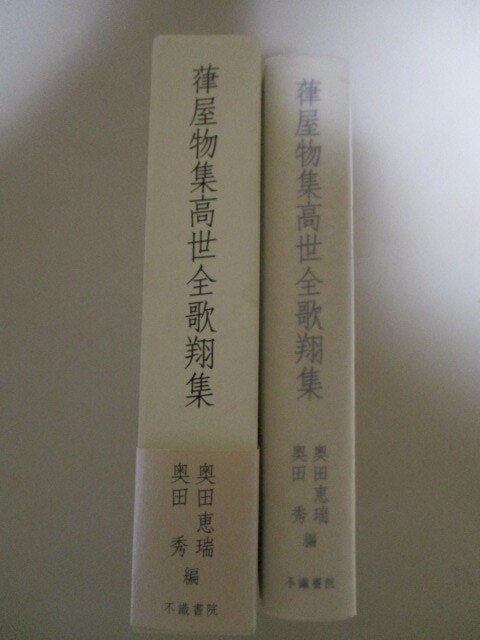 葎屋物集高世全歌翔集
奥田恵瑞
奥田　秀
編
不識書院
葎屋物集高世全歌翔集
奥田恵瑞
奥田　秀
編
不識書院